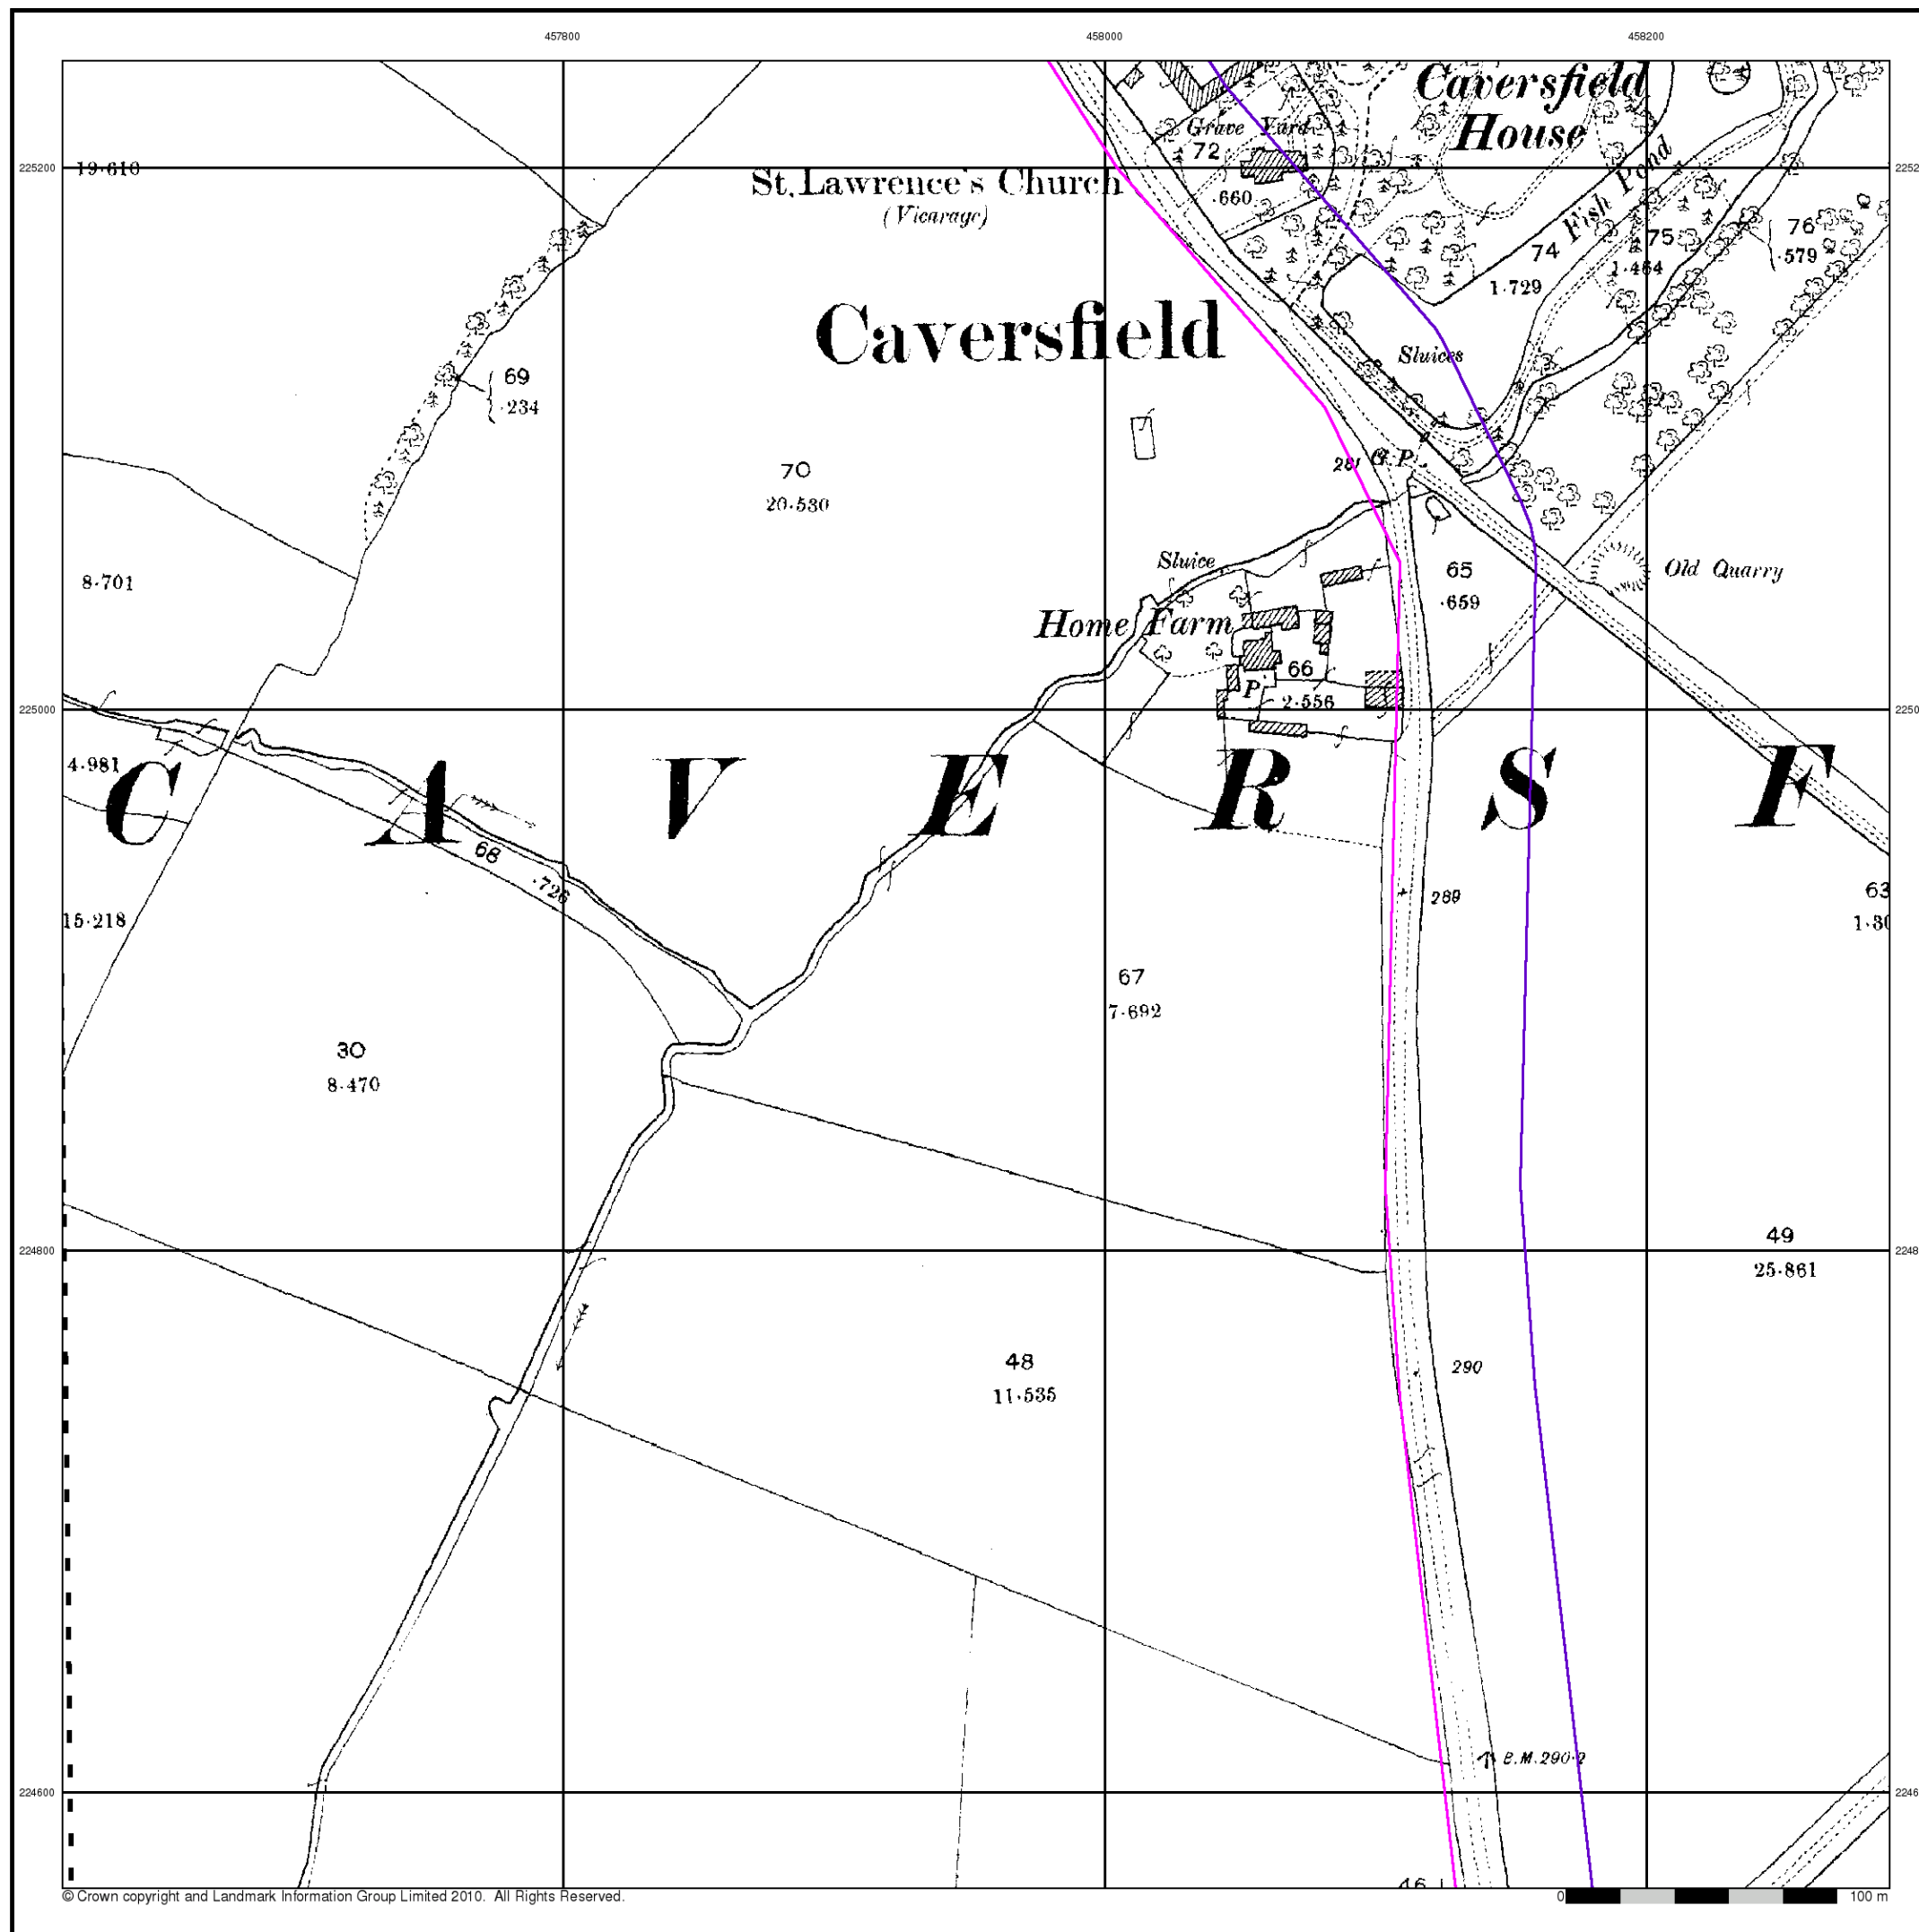 457800
458000
458200
Caversfield
House
Grave Yard
72
.660
225200
19.610
St. Lawrence's Church
(Vicarage)
Fish Pond
74
1.729
75
1.464
76
.579
Caversfield
Sluices
69
.234
70
20.530
281
G.P.
8.701
Sluice
65
.659
Old Quarry
Home Farm
66
2.556
P
225000
4.981
C A V E R S F
68
.726
15.218
289
63
67
7.692
30
8.470
224800
49
25.861
48
11.535
290
B.M. 290.2
224600
46
© Crown copyright and Landmark Information Group Limited 2010. All Rights Reserved.
0
100 m